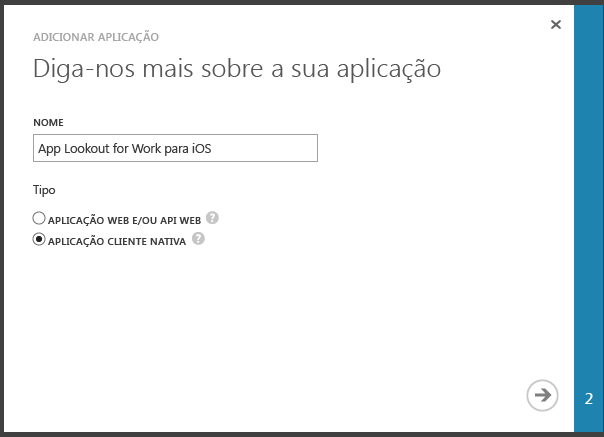 ADICIONAR APLICAÇÃO
Diga-nos mais sobre a sua aplicação
NOME
App Lookout for Work para iOS
Tipo
APLICAÇÃO WEB E/OU API WEB ?
APLICAÇÃO CLIENTE NATIVA ?
2